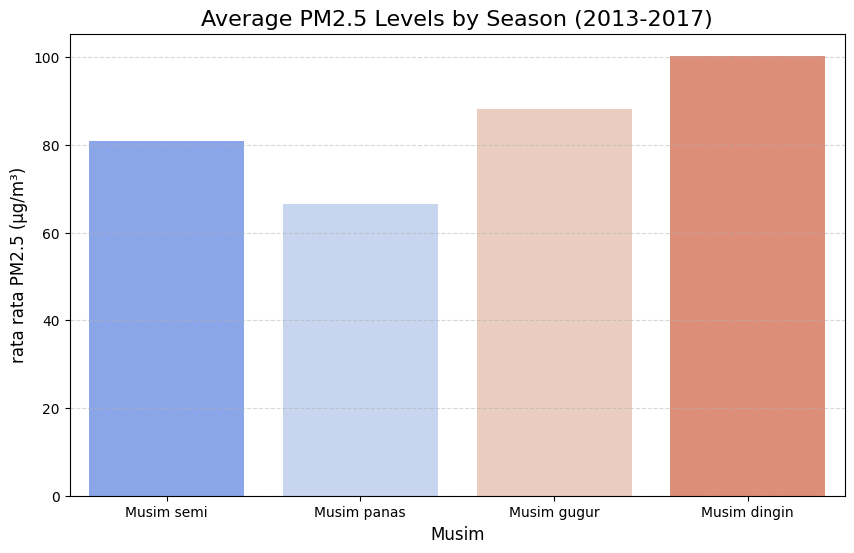 Average PM2.5 Levels by Season (2013-2017)
rata rata PM2.5 (µg/m³)
100
80
60
40
20
0
Musim semi
Musim panas
Musim gugur
Musim dingin
Musim